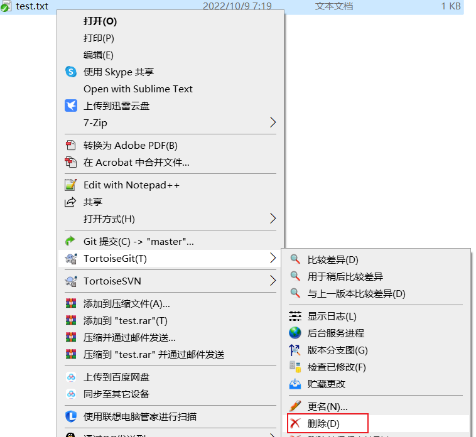 test.txt 2022/10/9 7:19 文本文档 1 KB
打开(O)
打印(P)
编辑(E)
使用 Skype 共享
Open with Sublime Text
上传到迅雷云盘
7-Zip
转换为 Adobe PDF(B)
在 Acrobat 中合并文件...
Edit with Notepad++
共享
打开方式(H)
Git 提交(C) -> "master"...
TortoiseGit(T)
TortoiseSVN
添加到压缩文件(A)...
添加到 "test.rar"(T)
压缩并通过邮件发送...
压缩到 "test.rar" 并通过邮件发送
上传到百度网盘
同步至其它设备
使用联想电脑管家进行扫描
比较差异(D)
用于稍后比较差异
与上一版本比较差异(D)
显示日志(L)
后台服务进程
版本分支图(G)
检查已修改(F)
贮藏更改
更名(N)...
删除(D)